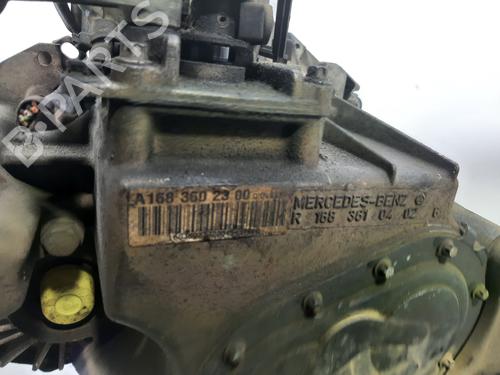 B-PARTS
A168 360 23 00
MERCEDES-BENZ
R 168 361 04 02